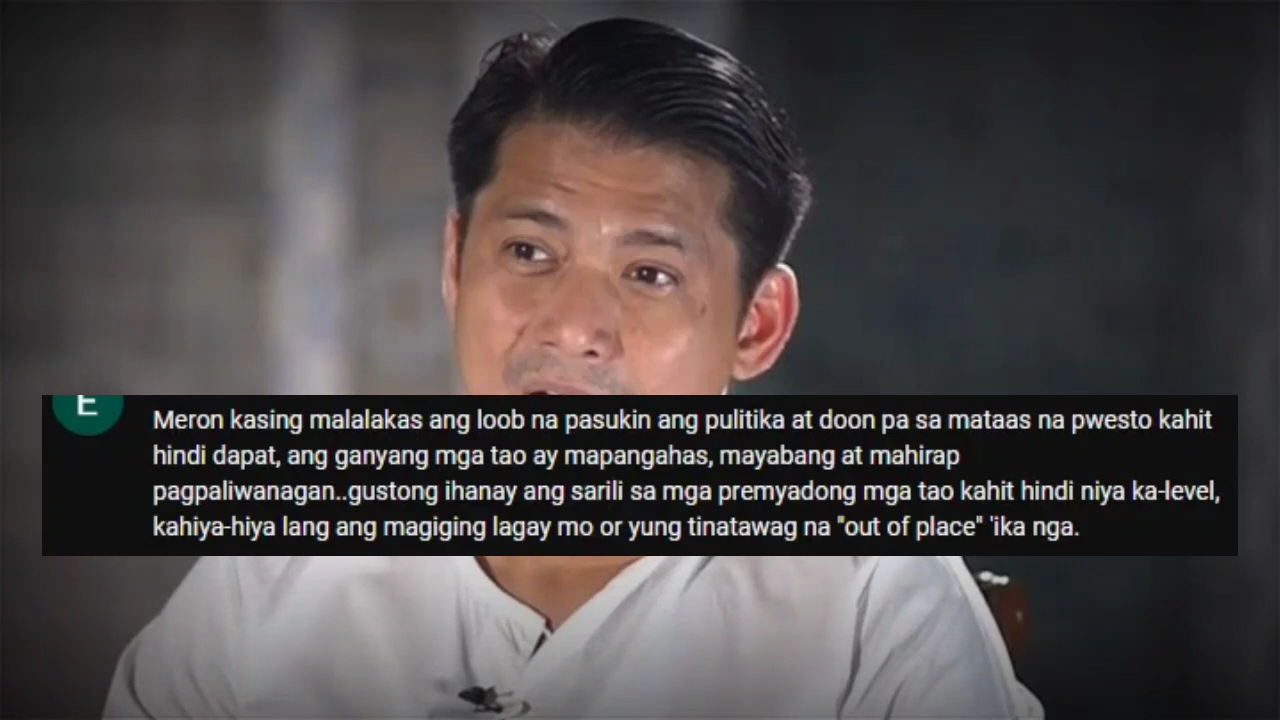 E
Meron kasing malalakas ang loob na pasukin ang pulitika at doon pa sa mataas na pwesto kahit
hindi dapat, ang ganyang mga tao ay mapangahas, mayabang at mahirap
pagpaliwanagan..gustong ihanay ang sarili sa mga premyadong mga tao kahit hindi niya ka-level,
kahiya-hiya lang ang magiging lagay mo or yung tinatawag na "out of place" 'ika nga.